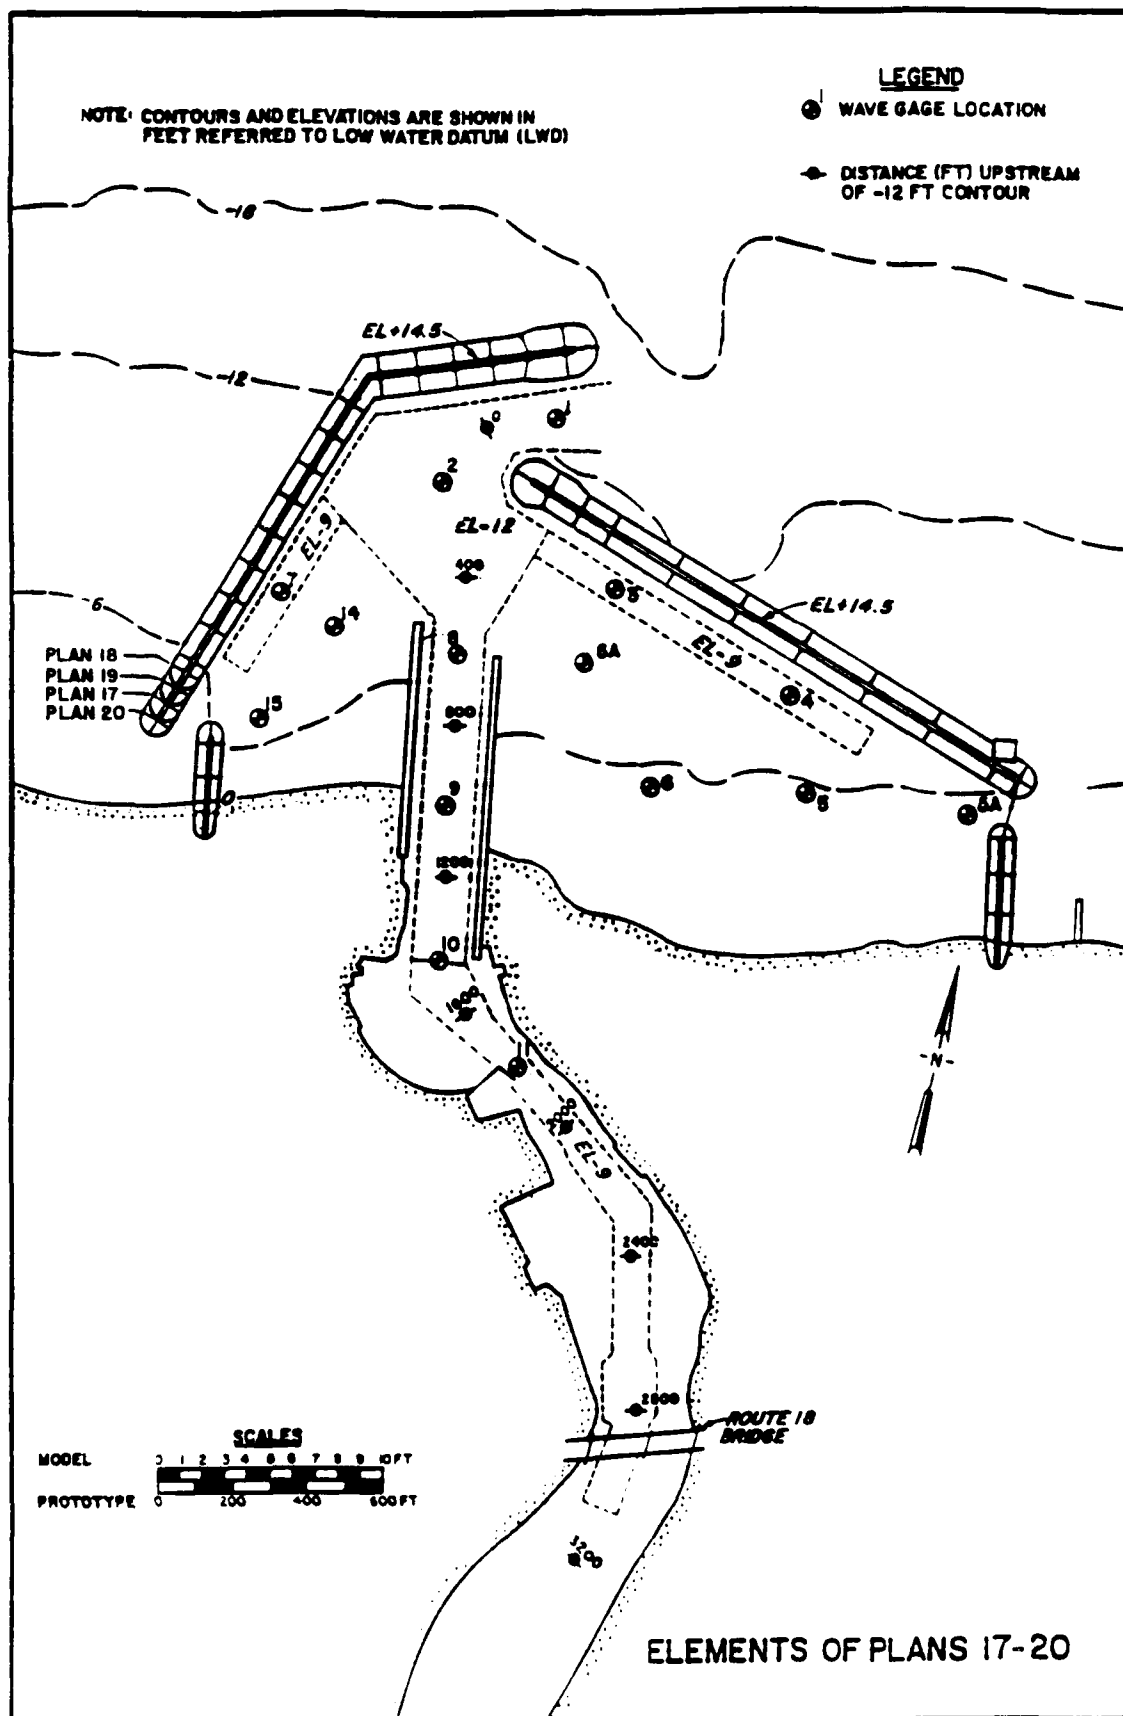 LEGEND
1
WAVE GAGE LOCATION
NOTE: CONTOURS AND ELEVATIONS ARE SHOWN IN
FEET REFERRED TO LOW WATER DATUM (LWD)
DISTANCE (FT) UPSTREAM
OF -12 FT CONTOUR
-18
EL+14.5
-12
0
1
2
EL-12
EL-9
400
7
3
EL+14.5
-6
14
EL-9
8
6A
PLAN 18
PLAN 19
PLAN 17
PLAN 20
4
15
800
0
9
6
5
5A
1200
10
1600
11
-N-
2000
EL-9
2400
2800
ROUTE 18
BRIDGE
SCALES
MODEL
0 1 2 3 4 5 6 7 8 9 10 FT
PROTOTYPE
0 200 400 600 FT
3200
ELEMENTS OF PLANS 17-20